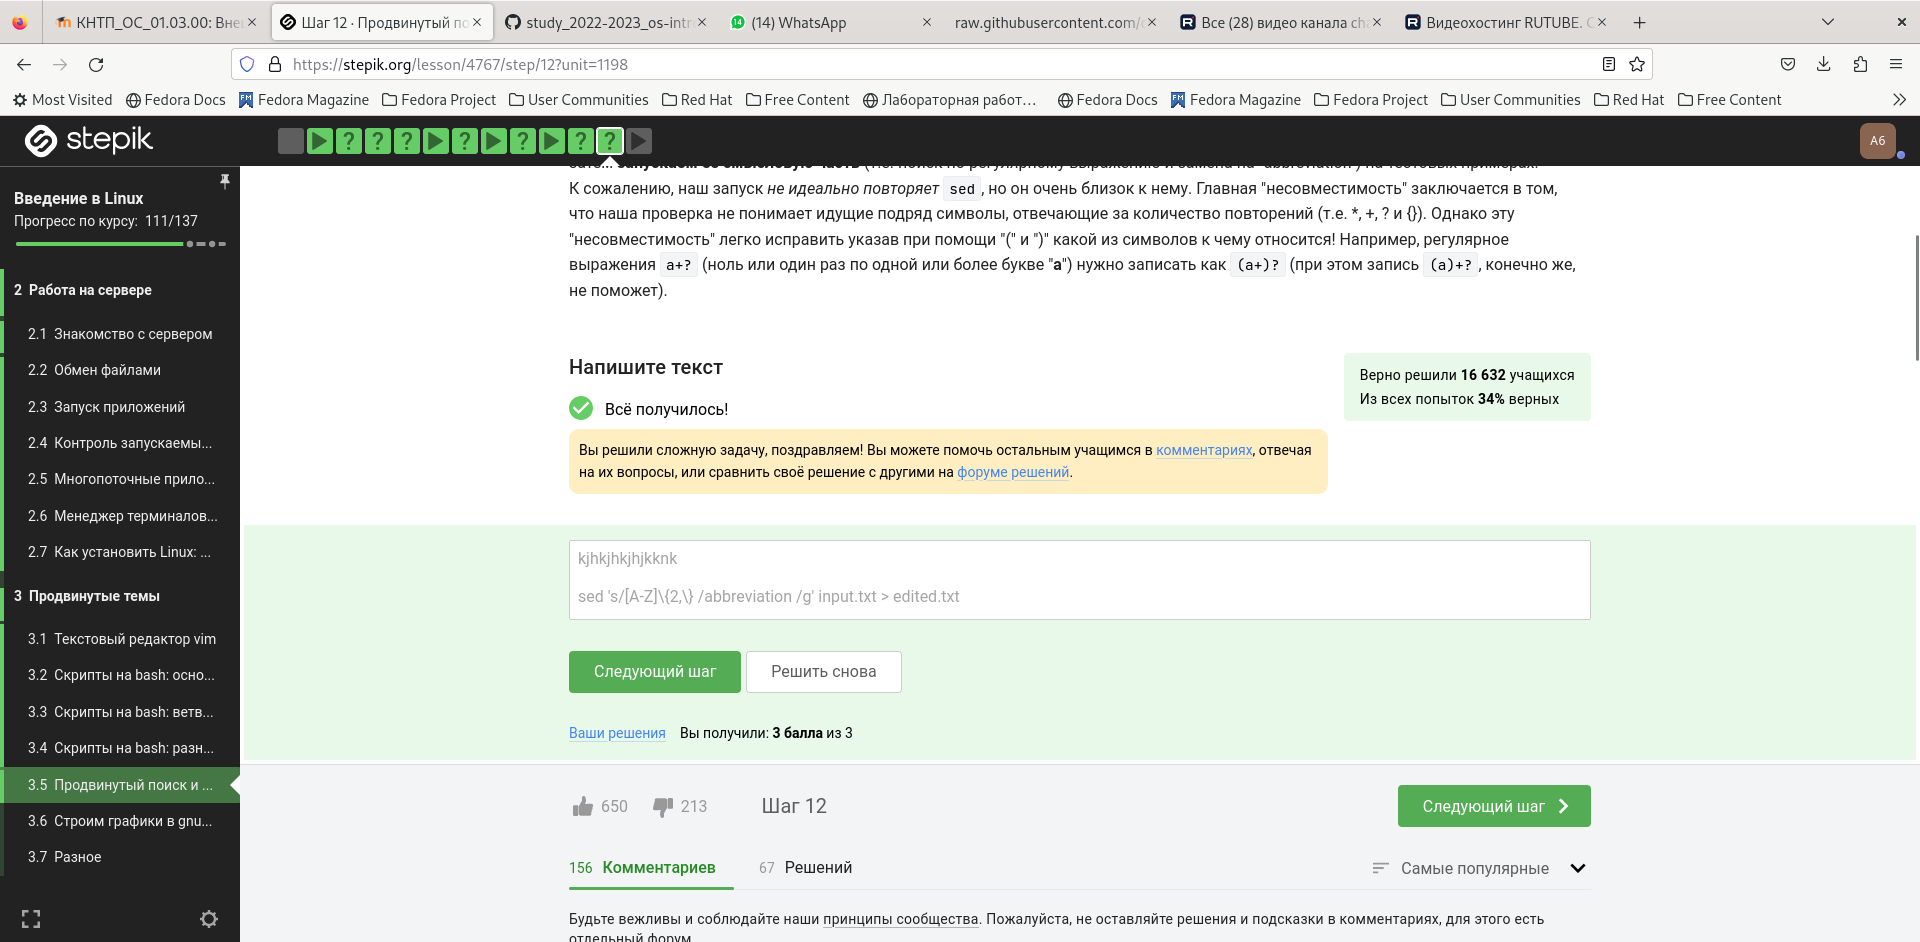 КНТП_ОС_01.03.00: Вне
Шаг 12 · Продвинутый по
study_2022-2023_os-intr
(14) WhatsApp
raw.githubusercontent.com/
Все (28) видео канала
Видеохостинг RUTUBE.
https://stepik.org/lesson/4767/step/12?unit=1198
Most Visited Fedora Docs Fedora Magazine Fedora Project User Communities Red Hat Free Content Лабораторная работ… Fedora Docs Fedora Magazine Fedora Project User Communities Red Hat Free Content
stepik
? ? ? ? ? ? ? ?
А6
Введение в Linux
Прогресс по курсу: 111/137
2 Работа на сервере
2.1 Знакомство с сервером
2.2 Обмен файлами
2.3 Запуск приложений
2.4 Контроль запускаемы...
2.5 Многопоточные прило...
2.6 Менеджер терминалов...
2.7 Как установить Linux: ...
3 Продвинутые темы
3.1 Текстовый редактор vim
3.2 Скрипты на bash: осно...
3.3 Скрипты на bash: ветв...
3.4 Скрипты на bash: разн...
3.5 Продвинутый поиск и ...
3.6 Строим графики в gnu...
3.7 Разное
К сожалению, наш запуск не идеально повторяет sed, но он очень близок к нему. Главная "несовместимость" заключается в том,
что наша проверка не понимает идущие подряд символы, отвечающие за количество повторений (т.е. *, +, ? и {}). Однако эту
"несовместимость" легко исправить указав при помощи "(" и ")" какой из символов к чему относится! Например, регулярное
выражения a+? (ноль или один раз по одной или более букве "a") нужно записать как (a+)? (при этом запись (a)+?, конечно же,
не поможет).
Напишите текст
Всё получилось!
Верно решили 16 632 учащихся
Из всех попыток 34% верных
Вы решили сложную задачу, поздравляем! Вы можете помочь остальным учащимся в комментариях, отвечая
на их вопросы, или сравнить своё решение с другими на форуме решений.
kjhkjhkjhjkknk
sed 's/[A-Z]\{2,\} /abbreviation /g' input.txt > edited.txt
Следующий шаг Решить снова
Ваши решения Вы получили: 3 балла из 3
650 213 Шаг 12 Следующий шаг
156 Комментариев 67 Решений Самые популярные
Будьте вежливы и соблюдайте наши принципы сообщества. Пожалуйста, не оставляйте решения и подсказки в комментариях, для этого есть
отдельный форум.